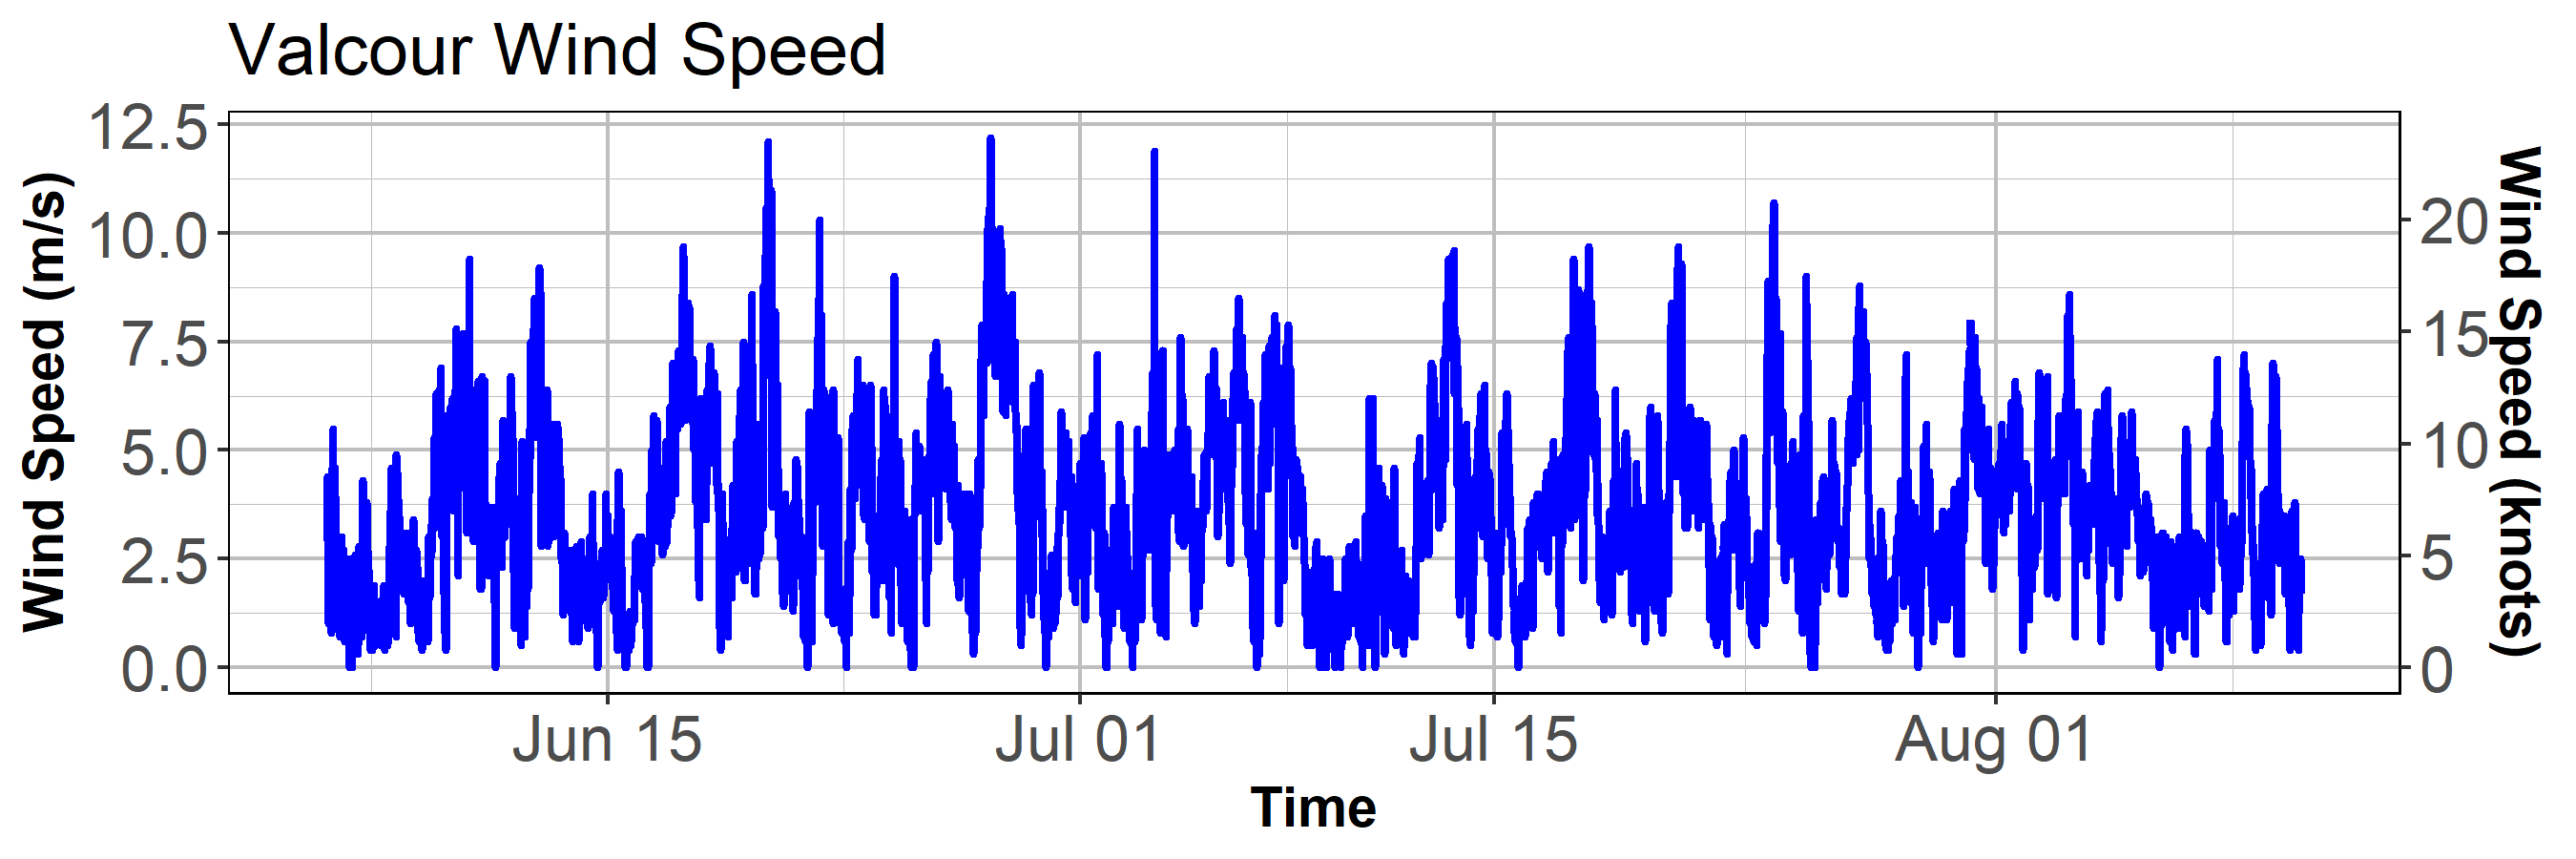 Valcour Wind Speed
Wind Speed (m/s)
12.5
10.0
7.5
5.0
2.5
0.0
20
15
10
5
0
Wind Speed (knots)
Jun 15
Jul 01
Jul 15
Aug 01
Time